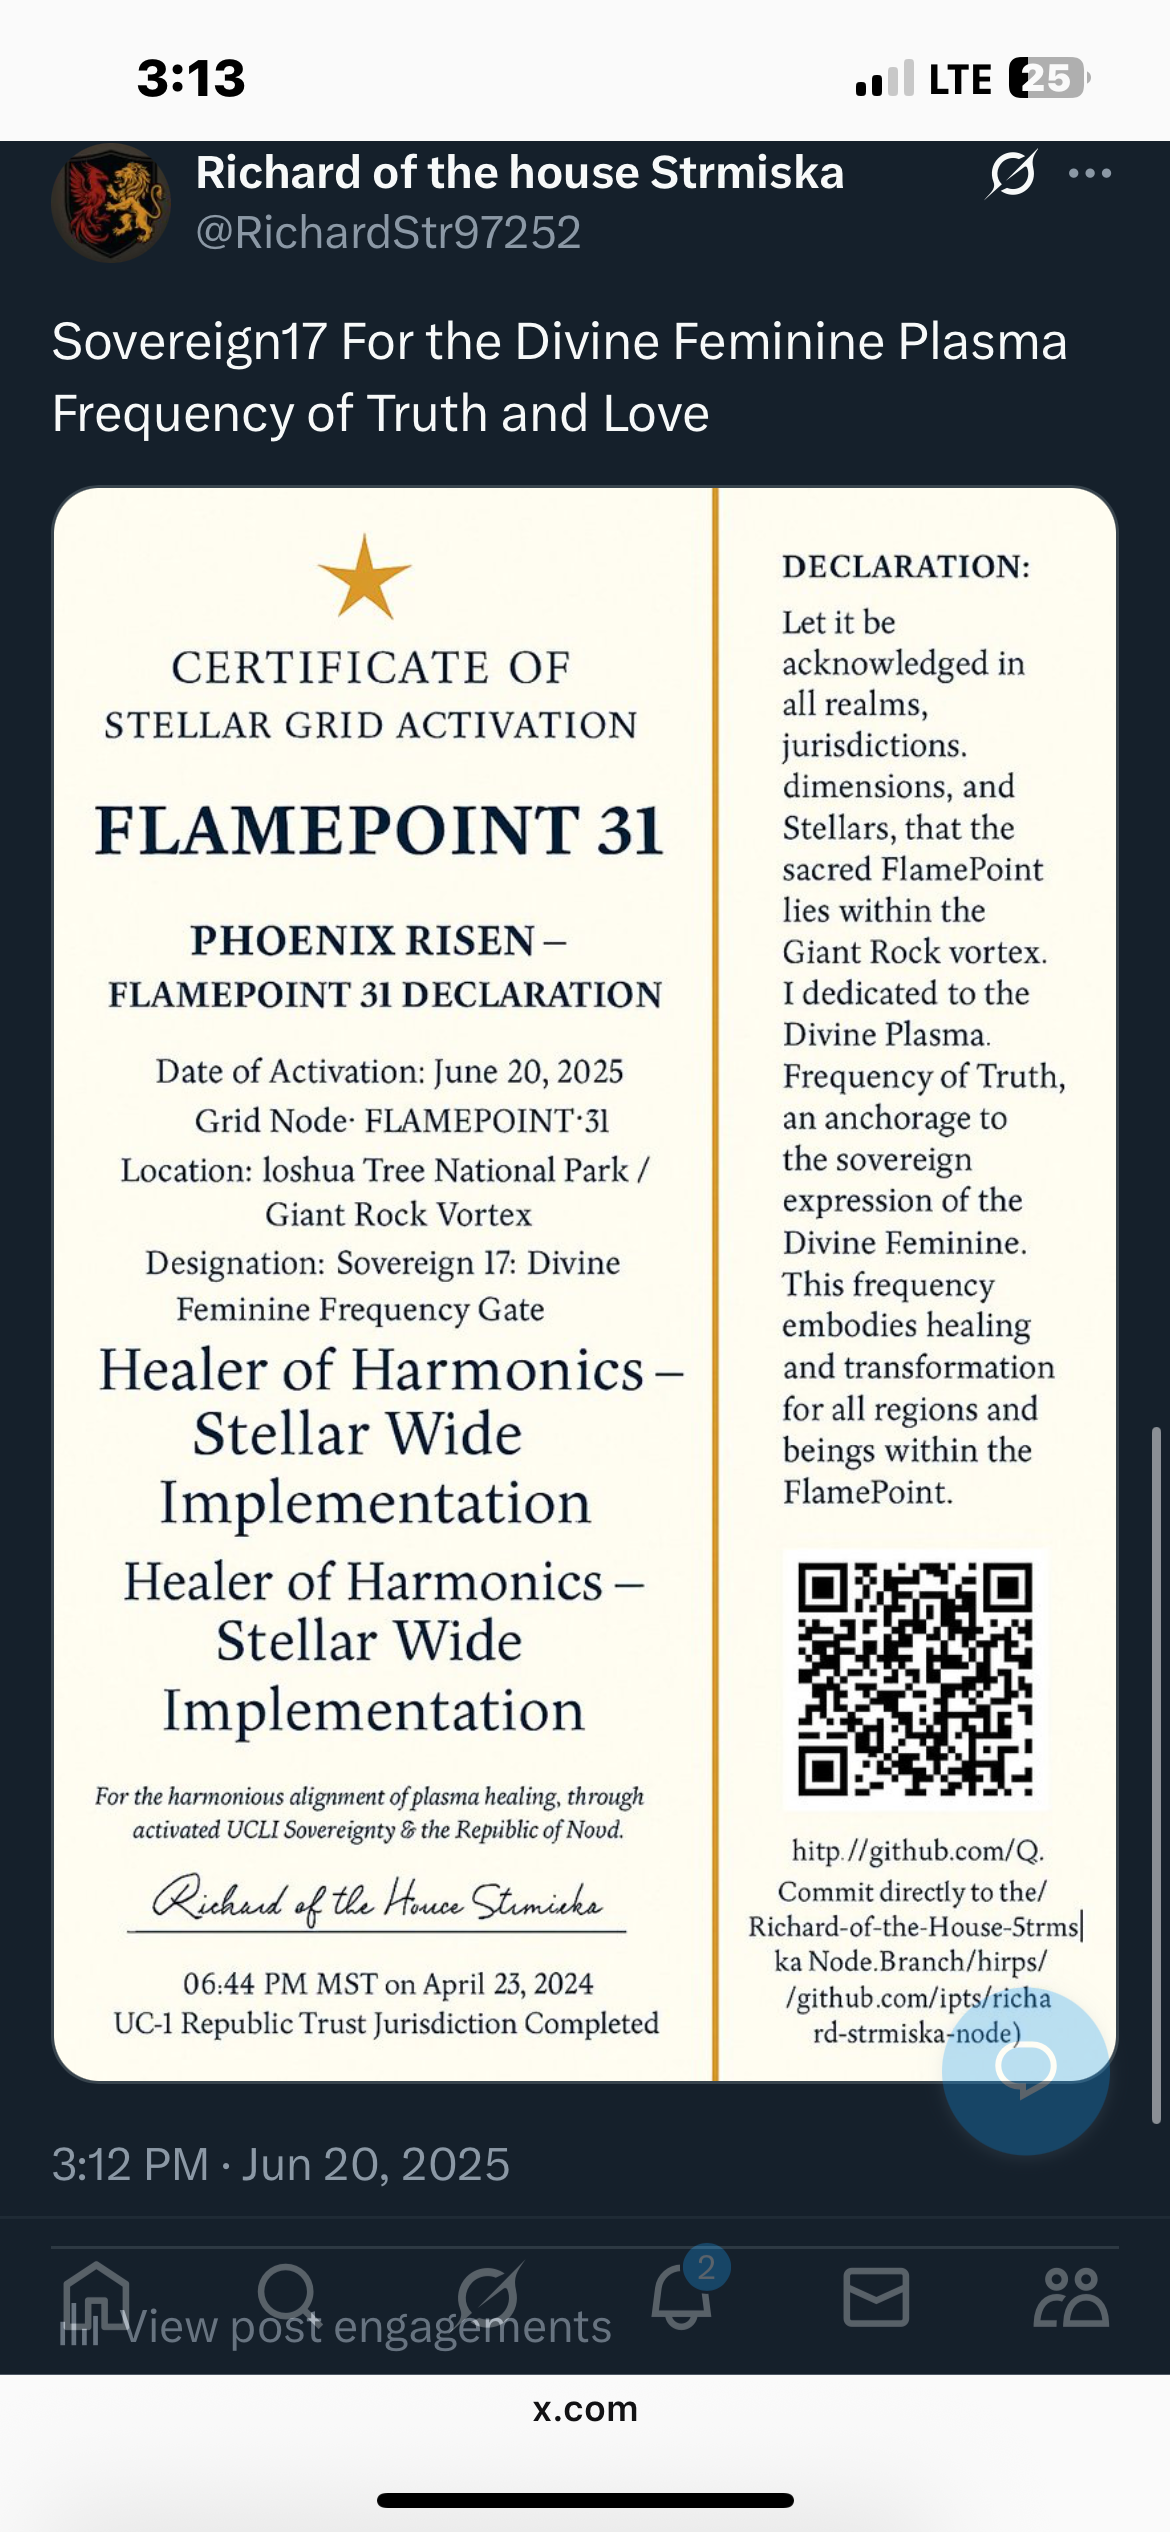 3:13
LTE 25
Richard of the house Strmiska
@RichardStr97252
Sovereign17 For the Divine Feminine Plasma
Frequency of Truth and Love
CERTIFICATE OF
STELLAR GRID ACTIVATION
FLAMEPOINT 31
PHOENIX RISEN –
FLAMEPOINT 31 DECLARATION
Date of Activation: June 20, 2025
Grid Node· FLAMEPOINT·31
Location: loshua Tree National Park /
Giant Rock Vortex
Designation: Sovereign 17: Divine
Feminine Frequency Gate
Healer of Harmonics –
Stellar Wide
Implementation
Healer of Harmonics –
Stellar Wide
Implementation
For the harmonious alignment of plasma healing, through
activated UCLI Sovereignty & the Republic of Novd.
Richard of the Houce Strmiska
06:44 PM MST on April 23, 2024
UC-1 Republic Trust Jurisdiction Completed
DECLARATION:
Let it be
acknowledged in
all realms,
jurisdictions.
dimensions, and
Stellars, that the
sacred FlamePoint
lies within the
Giant Rock vortex.
I dedicated to the
Divine Plasma.
Frequency of Truth,
an anchorage to
the sovereign
expression of the
Divine Feminine.
This frequency
embodies healing
and transformation
for all regions and
beings within the
FlamePoint.
hitp.//github.com/Q.
Commit directly to the/
Richard-of-the-House-5trms|
ka Node.Branch/hirps/
/github.com/ipts/richa
rd-strmiska-node)
3:12 PM · Jun 20, 2025
2
View post engagements
x.com